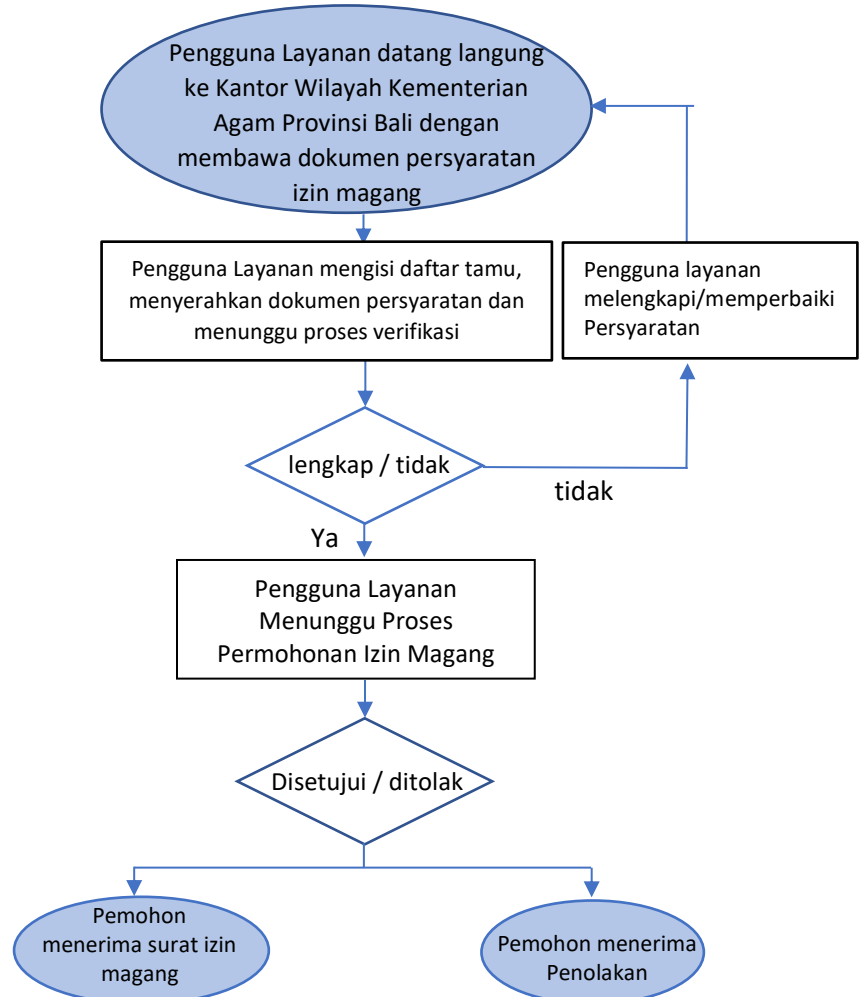 Pengguna Layanan datang langung
ke Kantor Wilayah Kementerian
Agam Provinsi Bali dengan
membawa dokumen persyaratan
izin magang
Pengguna Layanan mengisi daftar tamu,
menyerahkan dokumen persyaratan dan
menunggu proses verifikasi
Pengguna layanan
melengkapi/memperbaiki
Persyaratan
lengkap / tidak
tidak
Ya
Pengguna Layanan
Menunggu Proses
Permohonan Izin Magang
Disetujui / ditolak
Pemohon
menerima surat izin
magang
Pemohon menerima
Penolakan